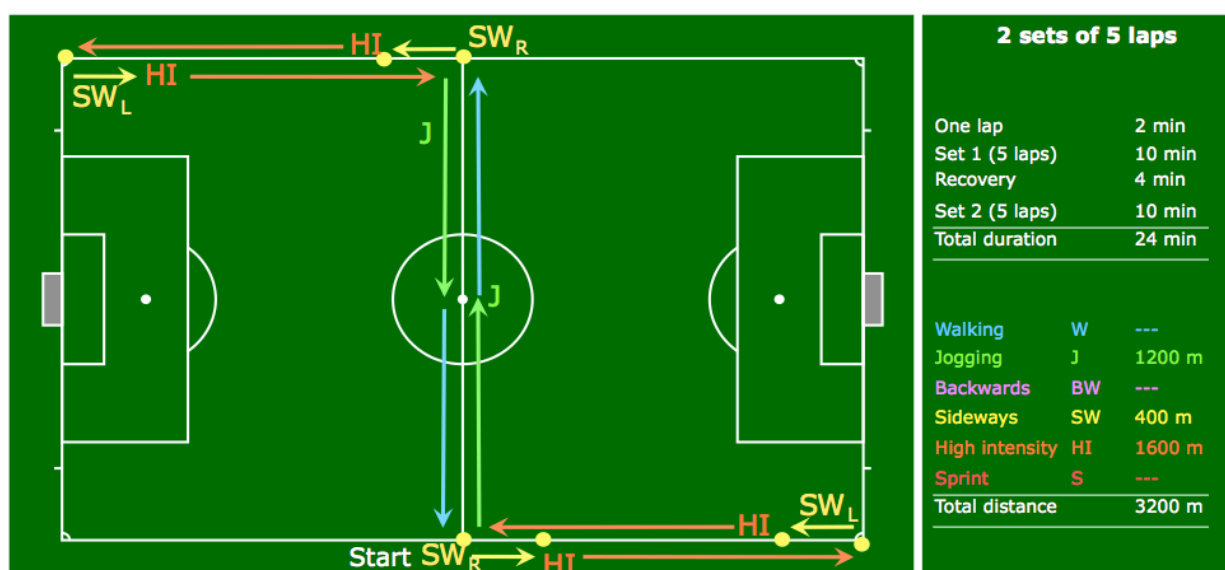 HI SW R
SW L HI
J
J
HI SW L
Start SW R HI
2 sets of 5 laps
One lap 2 min
Set 1 (5 laps) 10 min
Recovery 4 min
Set 2 (5 laps) 10 min
Total duration 24 min
Walking W ---
Jogging J 1200 m
Backwards BW ---
Sideways SW 400 m
High intensity HI 1600 m
Sprint S ---
Total distance 3200 m